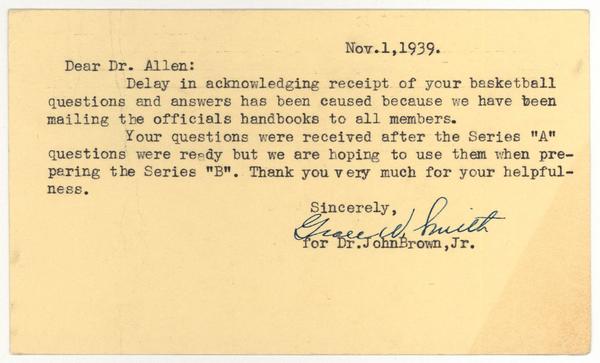 Nov.1,1939.
Dear Dr. Allen:
Delay in acknowledging receipt of your basketball
questions and answers has been caused because we have been
mailing the officials handbooks to all members.
Your questions were received after the Series "A"
questions were ready but we are hoping to use them when pre-
paring the Series "B". Thank you very much for your helpful-
ness.
Sincerely,
Grace W. Smith
for Dr.JohnBrown,Jr.